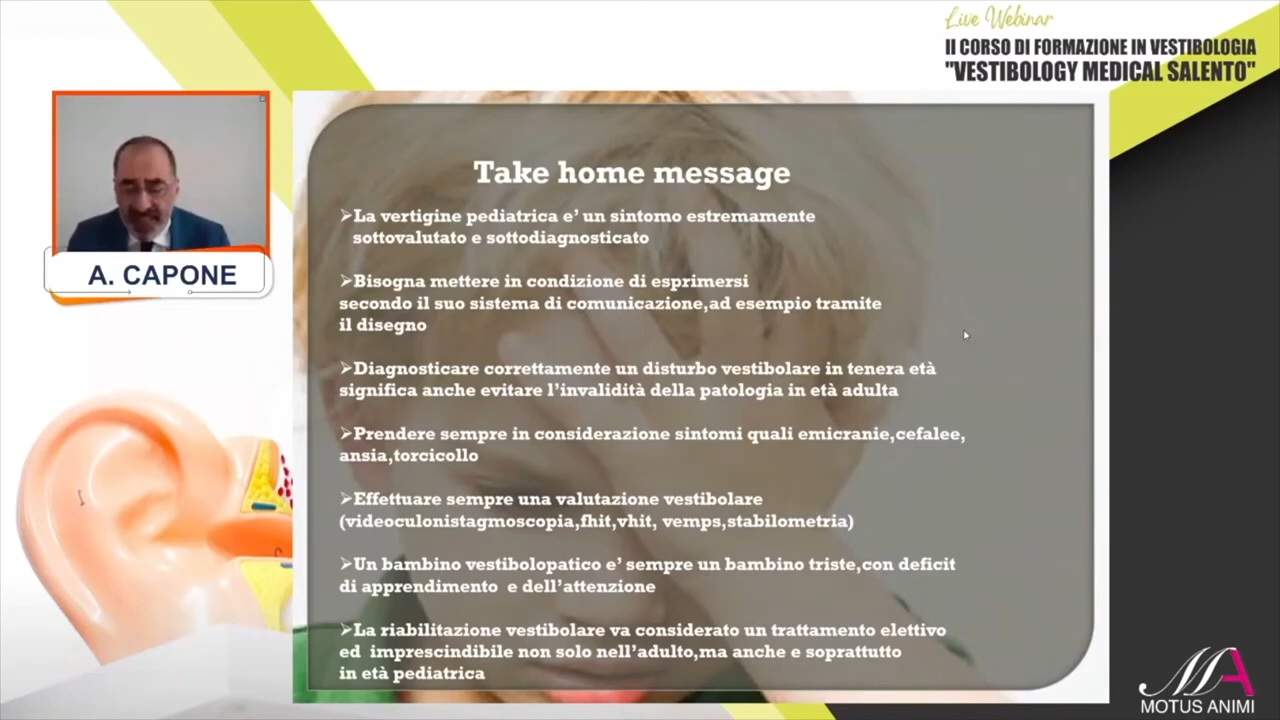 Live Webinar
II CORSO DI FORMAZIONE IN VESTIBOLOGIA
"VESTIBOLOGY MEDICAL SALENTO"
A. CAPONE
Take home message
➢La vertigine pediatrica e' un sintomo estremamente
sottovalutato e sottodiagnosticato
➢Bisogna mettere in condizione di esprimersi
secondo il suo sistema di comunicazione,ad esempio tramite
il disegno
➢Diagnosticare correttamente un disturbo vestibolare in tenera età
significa anche evitare l'invalidità della patologia in età adulta
➢Prendere sempre in considerazione sintomi quali emicranie,cefalee,
ansia,torcicollo
➢Effettuare sempre una valutazione vestibolare
(videoculonistagmoscopia,fhit,vhit, vemps,stabilometria)
➢Un bambino vestibolopatico e' sempre un bambino triste,con deficit
di apprendimento e dell'attenzione
➢La riabilitazione vestibolare va considerato un trattamento elettivo
ed imprescindibile non solo nell'adulto,ma anche e soprattutto
in età pediatrica
MA
MOTUS ANIMI